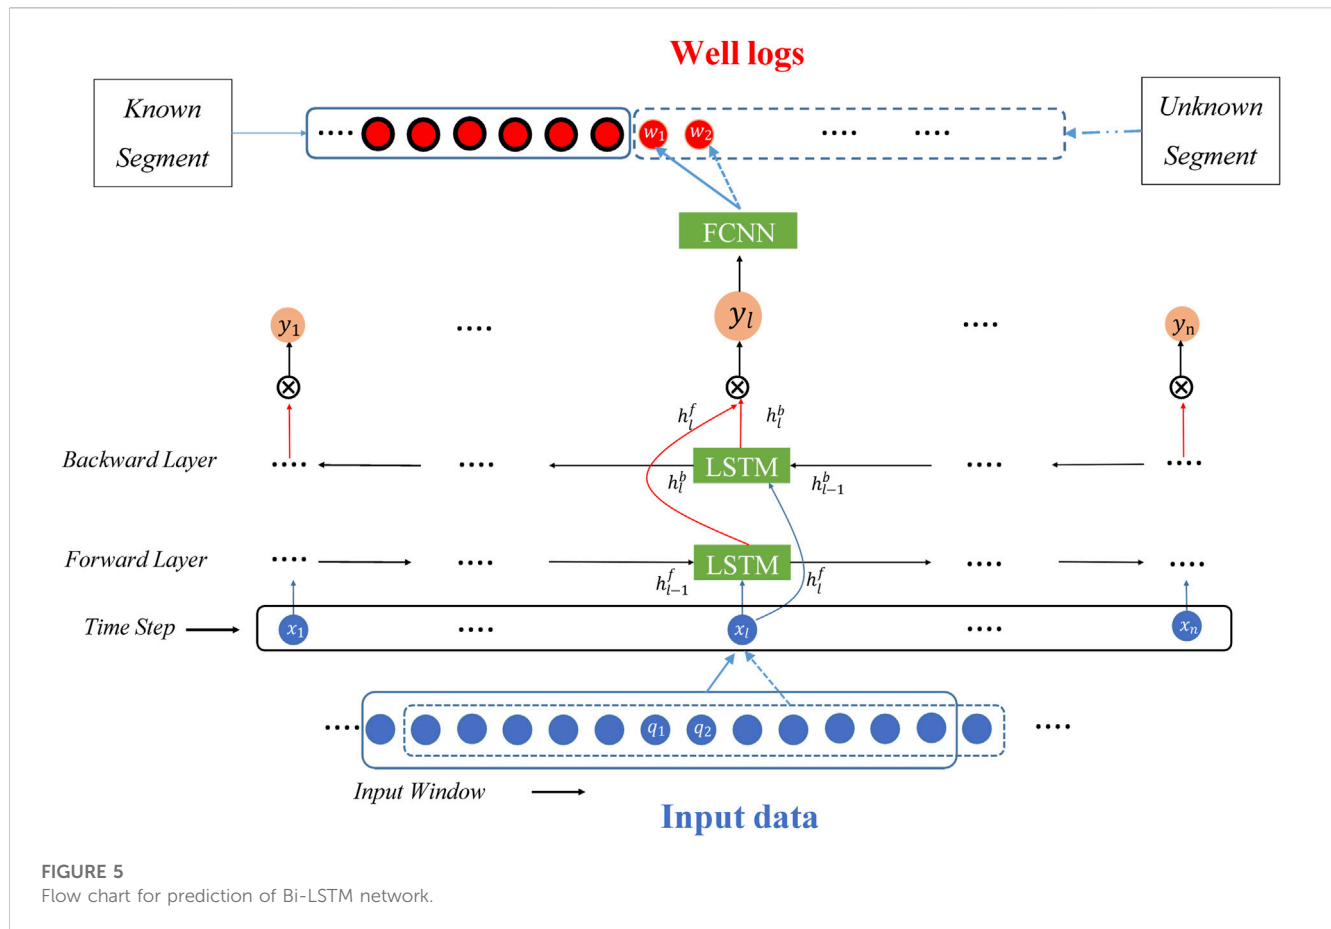 Well logs
Known
Segment
····
w₁
w₂
····
····
Unknown
Segment
FCNN
y₁
····
yₗ
····
yₙ
hₗᶠ
hₗᵇ
Backward Layer
····
····
LSTM
····
····
hₗᵇ
hₗ₋₁ᵇ
Forward Layer
····
····
LSTM
····
····
hₗ₋₁ᶠ
hₗᶠ
Time Step
x₁
····
xₗ
····
xₙ
····
q₁
q₂
····
Input Window
Input data
FIGURE 5
Flow chart for prediction of Bi-LSTM network.